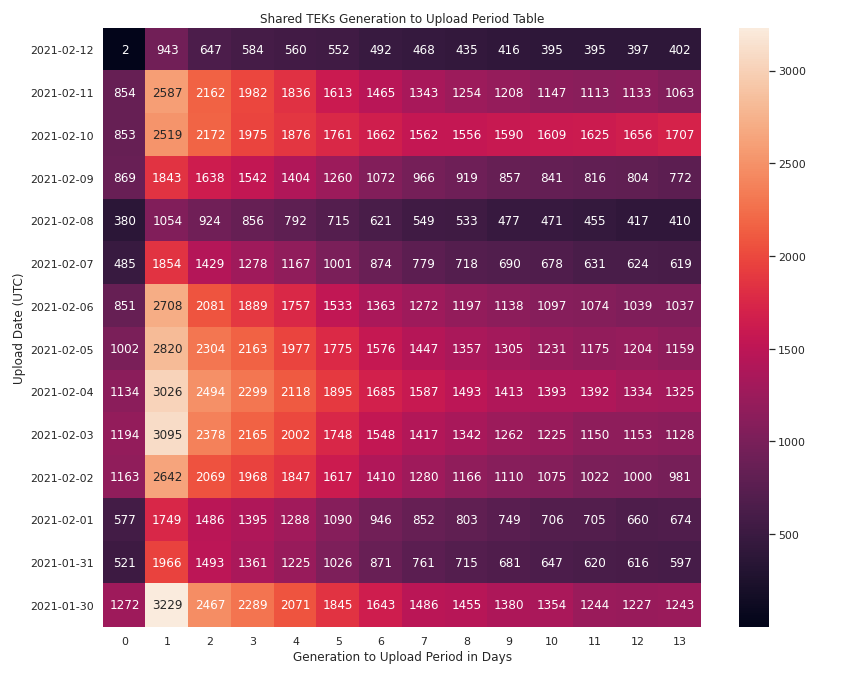 Shared TEKs Generation to Upload Period Table
Upload Date (UTC)
2021-02-12 2 943 647 584 560 552 492 468 435 416 395 395 397 402
2021-02-11 854 2587 2162 1982 1836 1613 1465 1343 1254 1208 1147 1113 1133 1063
2021-02-10 853 2519 2172 1975 1876 1761 1662 1562 1556 1590 1609 1625 1656 1707
2021-02-09 869 1843 1638 1542 1404 1260 1072 966 919 857 841 816 804 772
2021-02-08 380 1054 924 856 792 715 621 549 533 477 471 455 417 410
2021-02-07 485 1854 1429 1278 1167 1001 874 779 718 690 678 631 624 619
2021-02-06 851 2708 2081 1889 1757 1533 1363 1272 1197 1138 1097 1074 1039 1037
2021-02-05 1002 2820 2304 2163 1977 1775 1576 1447 1357 1305 1231 1175 1204 1159
2021-02-04 1134 3026 2494 2299 2118 1895 1685 1587 1493 1413 1393 1392 1334 1325
2021-02-03 1194 3095 2378 2165 2002 1748 1548 1417 1342 1262 1225 1150 1153 1128
2021-02-02 1163 2642 2069 1968 1847 1617 1410 1280 1166 1110 1075 1022 1000 981
2021-02-01 577 1749 1486 1395 1288 1090 946 852 803 749 706 705 660 674
2021-01-31 521 1966 1493 1361 1225 1026 871 761 715 681 647 620 616 597
2021-01-30 1272 3229 2467 2289 2071 1845 1643 1486 1455 1380 1354 1244 1227 1243
0 1 2 3 4 5 6 7 8 9 10 11 12 13
Generation to Upload Period in Days
3000
2500
2000
1500
1000
500